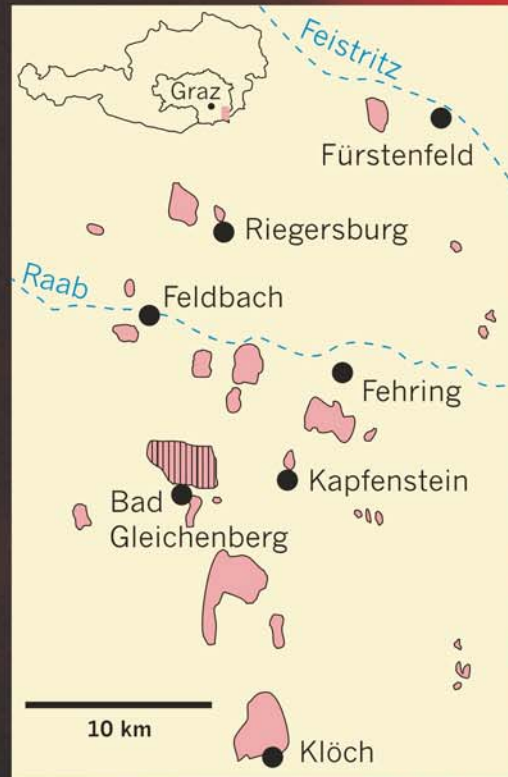 Graz
Feistritz
Fürstenfeld
Riegersburg
Raab
Feldbach
Fehring
Kapfenstein
Bad
Gleichenberg
10 km
Klöch